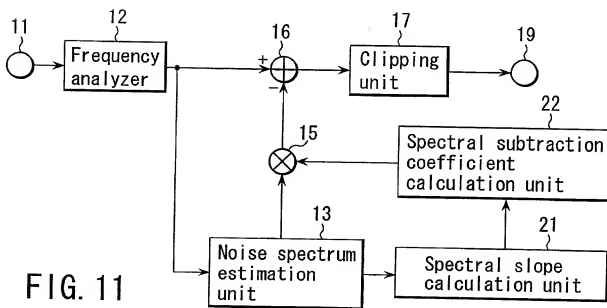 11
12
Frequency
analyzer
+
16
−
17
Clipping
unit
19
15
22
Spectral subtraction
coefficient
calculation unit
13
Noise spectrum
estimation
unit
21
Spectral slope
calculation unit
FIG. 11